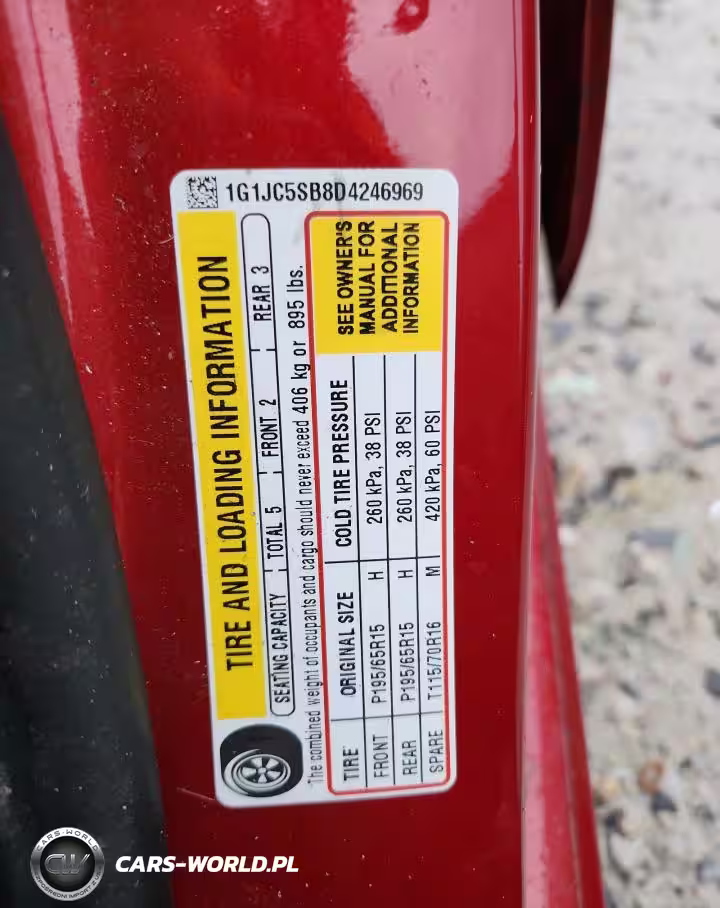 1G1JC5SB8D4246969
TIRE AND LOADING INFORMATION
SEATING CAPACITY TOTAL 5 FRONT 2 REAR 3
The combined weight of occupants and cargo should never exceed 406 kg or 895 lbs.
TIRE ORIGINAL SIZE COLD TIRE PRESSURE
FRONT P195/65R15 H 260 kPa, 38 PSI
REAR P195/65R15 H 260 kPa, 38 PSI
SPARE T115/70R16 M 420 kPa, 60 PSI
SEE OWNER'S
MANUAL FOR
ADDITIONAL
INFORMATION
CARS-WORLD
CW
CARS-WORLD.PL